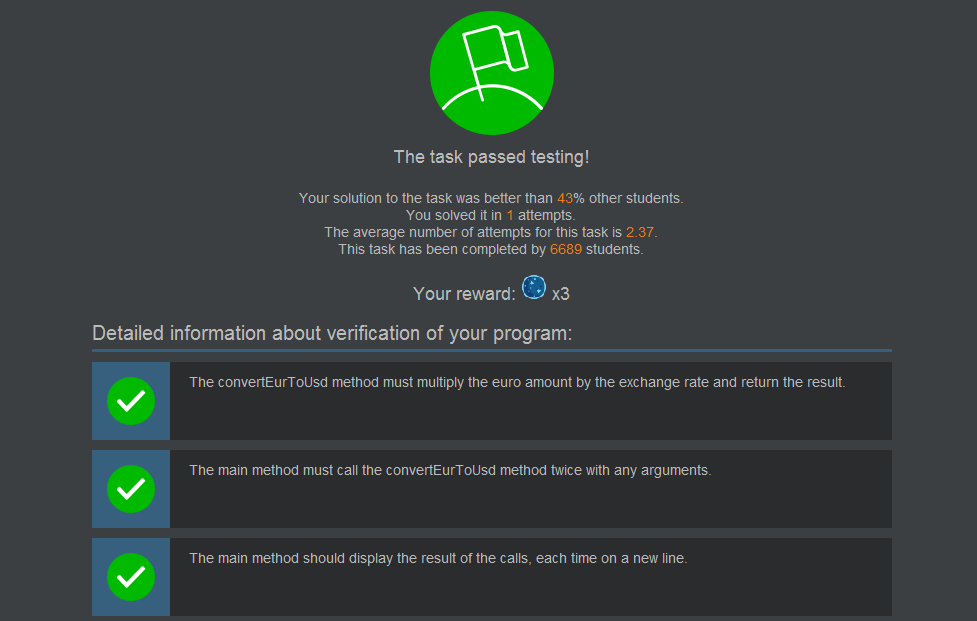 The task passed testing!
Your solution to the task was better than 43% other students.
You solved it in 1 attempts.
The average number of attempts for this task is 2.37.
This task has been completed by 6689 students.
Your reward: x3
Detailed information about verification of your program:
The convertEurToUsd method must multiply the euro amount by the exchange rate and return the result.
The main method must call the convertEurToUsd method twice with any arguments.
The main method should display the result of the calls, each time on a new line.